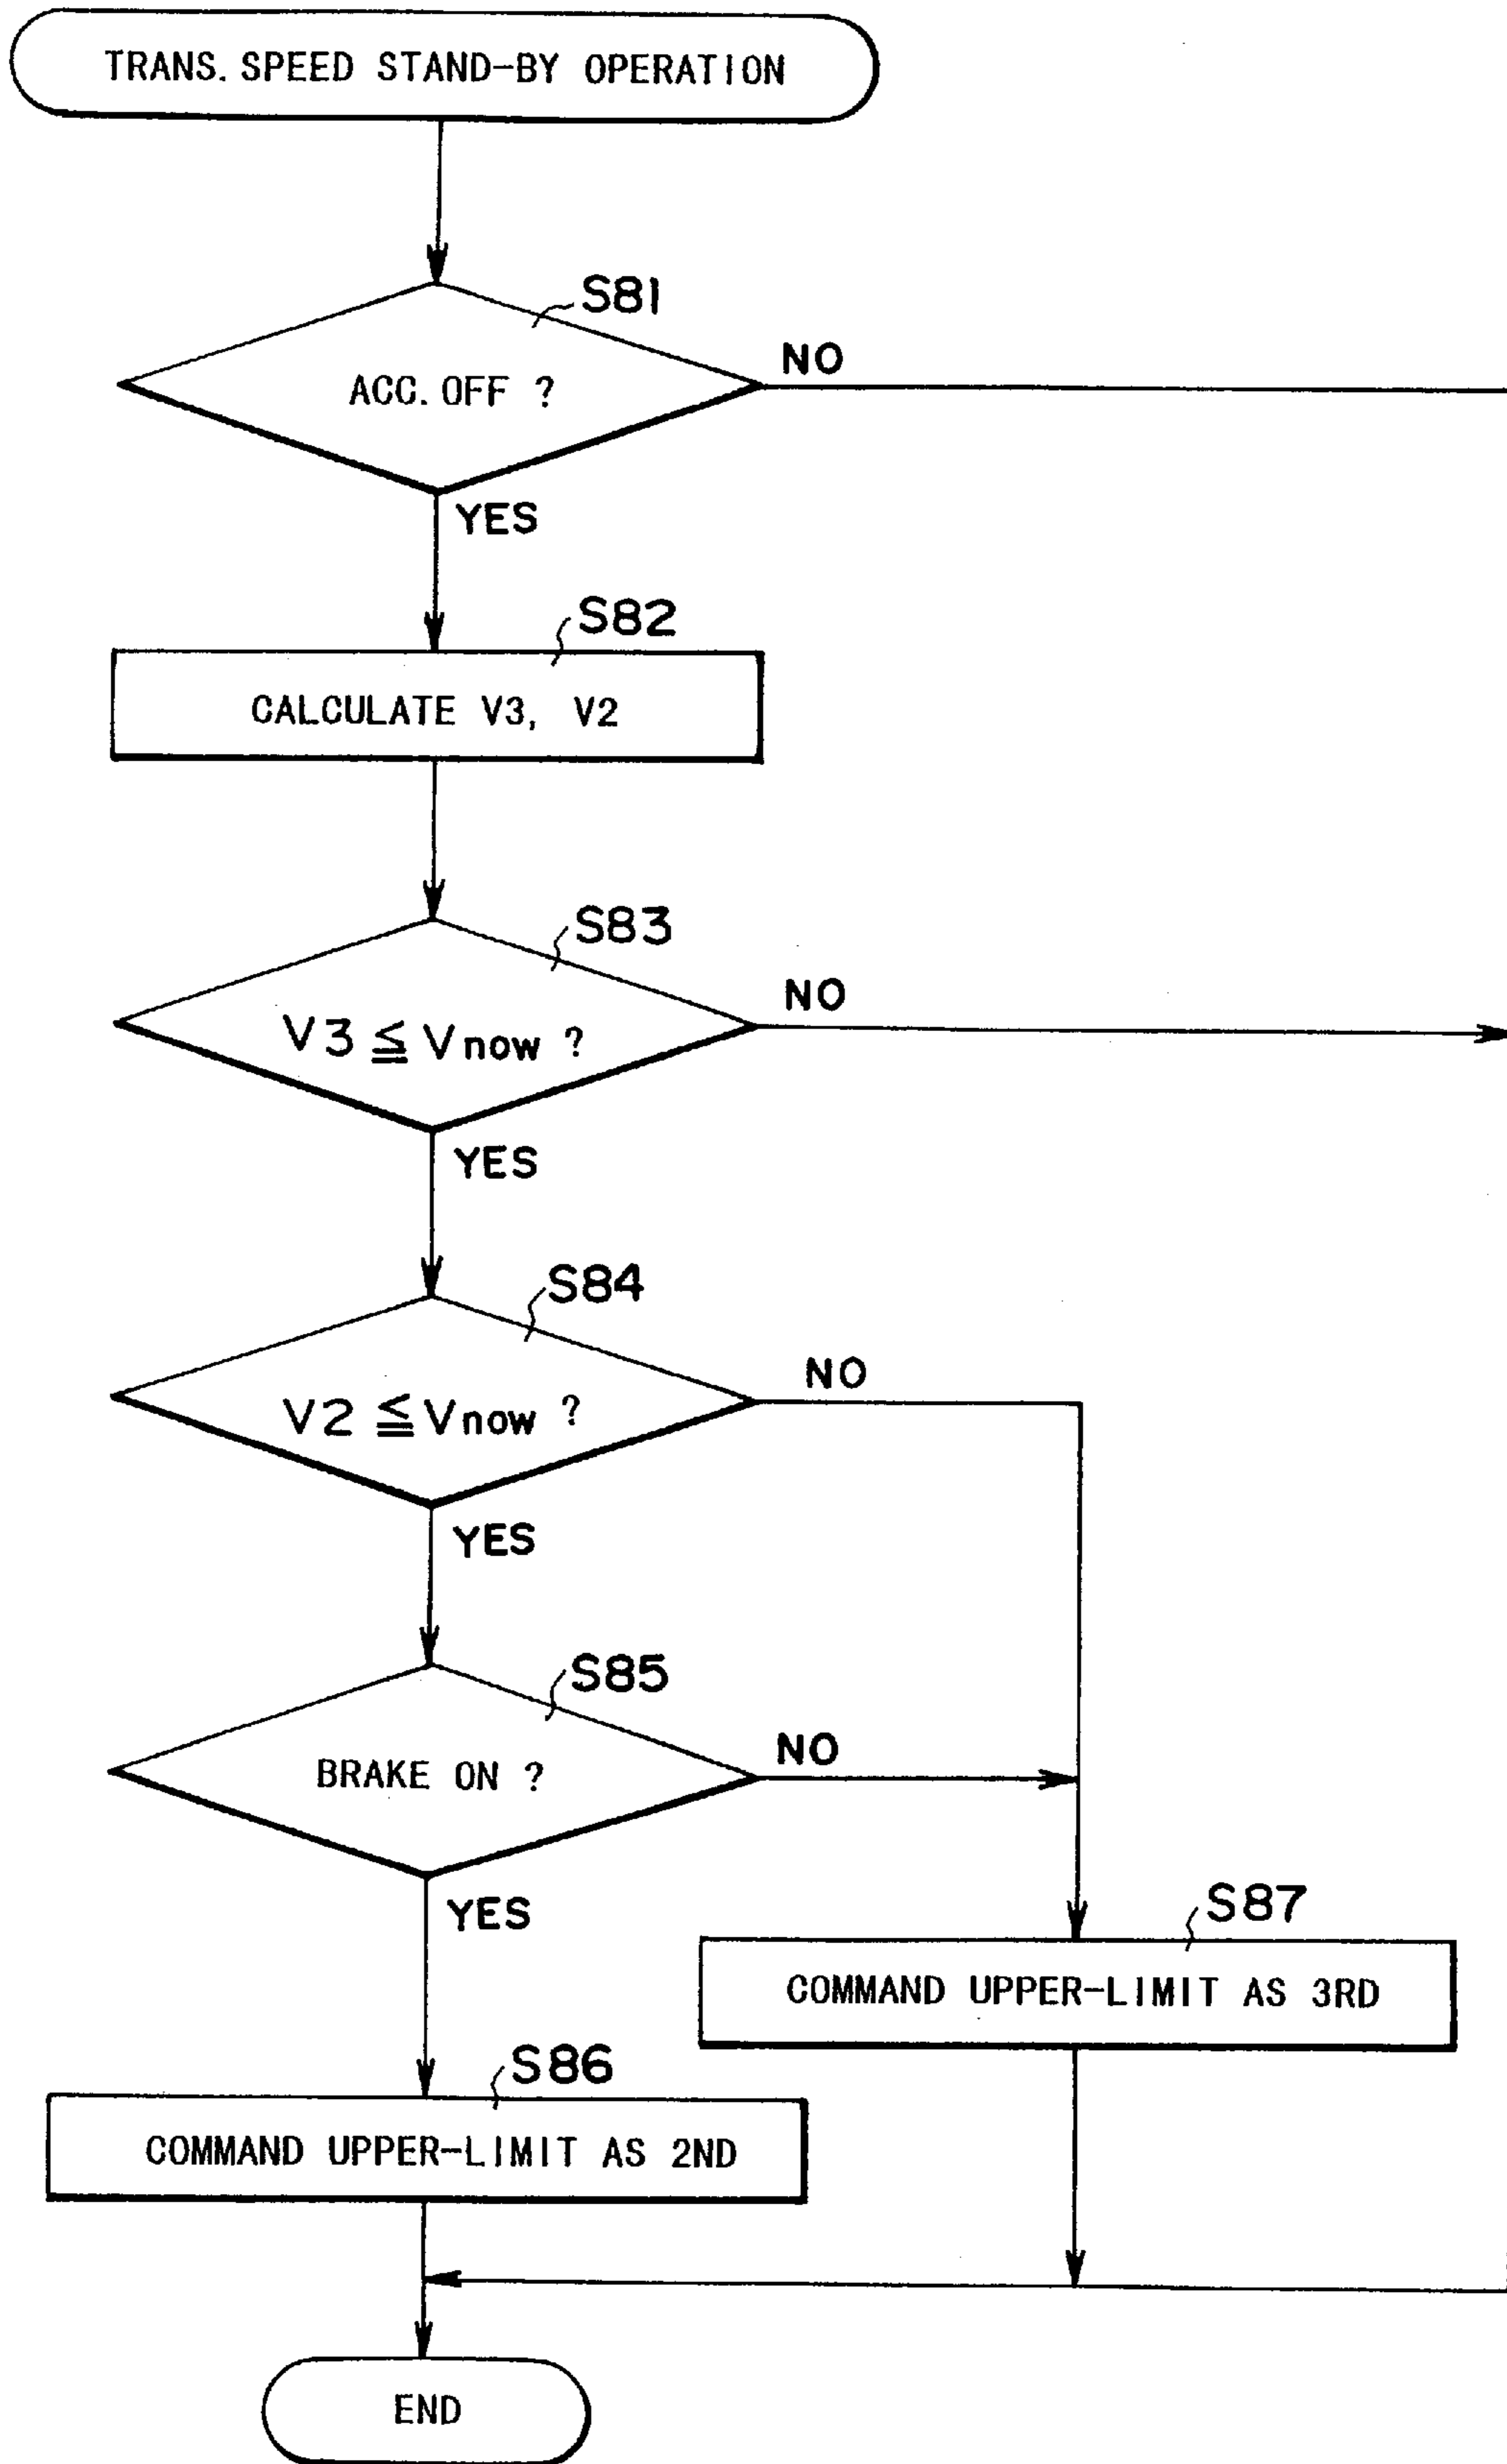 TRANS. SPEED STAND-BY OPERATION
S81
ACC. OFF ?
NO
YES
S82
CALCULATE V3, V2
S83
V3 ≦ Vnow ?
NO
YES
S84
V2 ≦ Vnow ?
NO
YES
S85
BRAKE ON ?
NO
YES
S87
COMMAND UPPER-LIMIT AS 3RD
S86
COMMAND UPPER-LIMIT AS 2ND
END